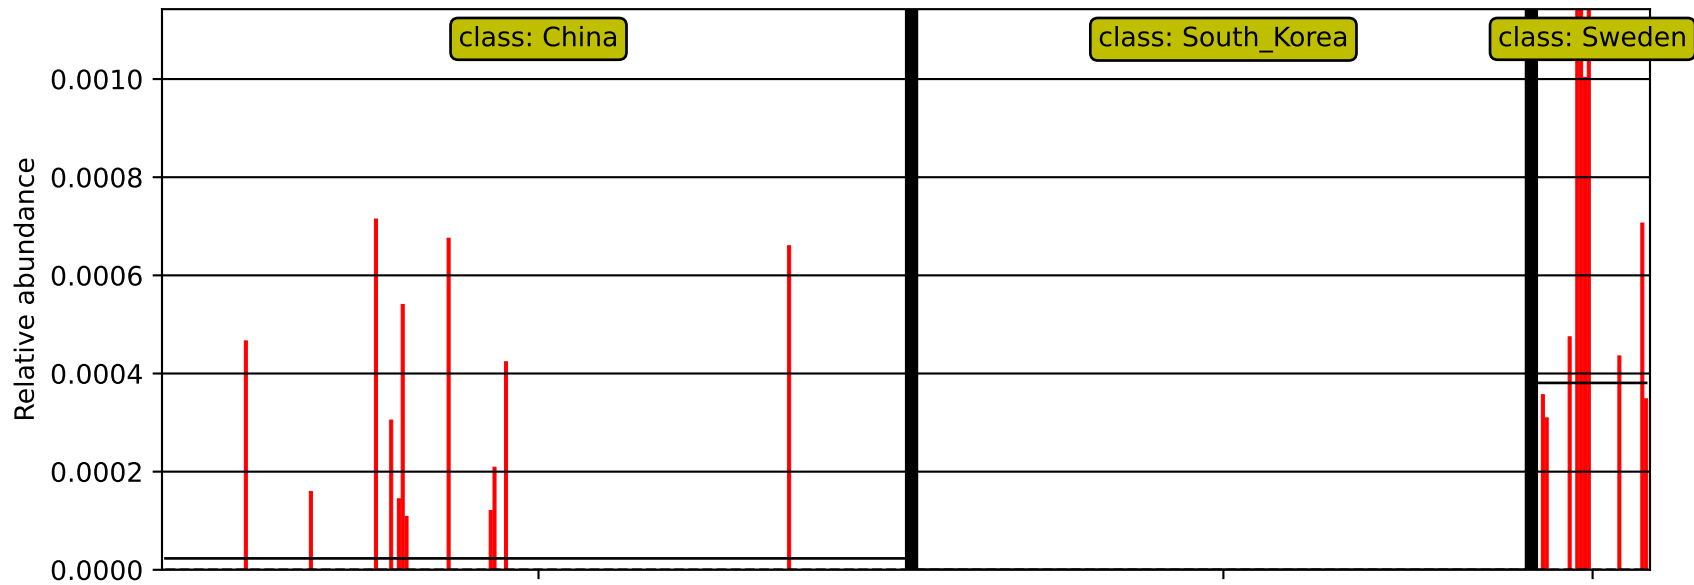 class: China
class: South_Korea
class: Sweden
0.0010
0.0008
0.0006
0.0004
0.0002
0.0000
Relative abundance